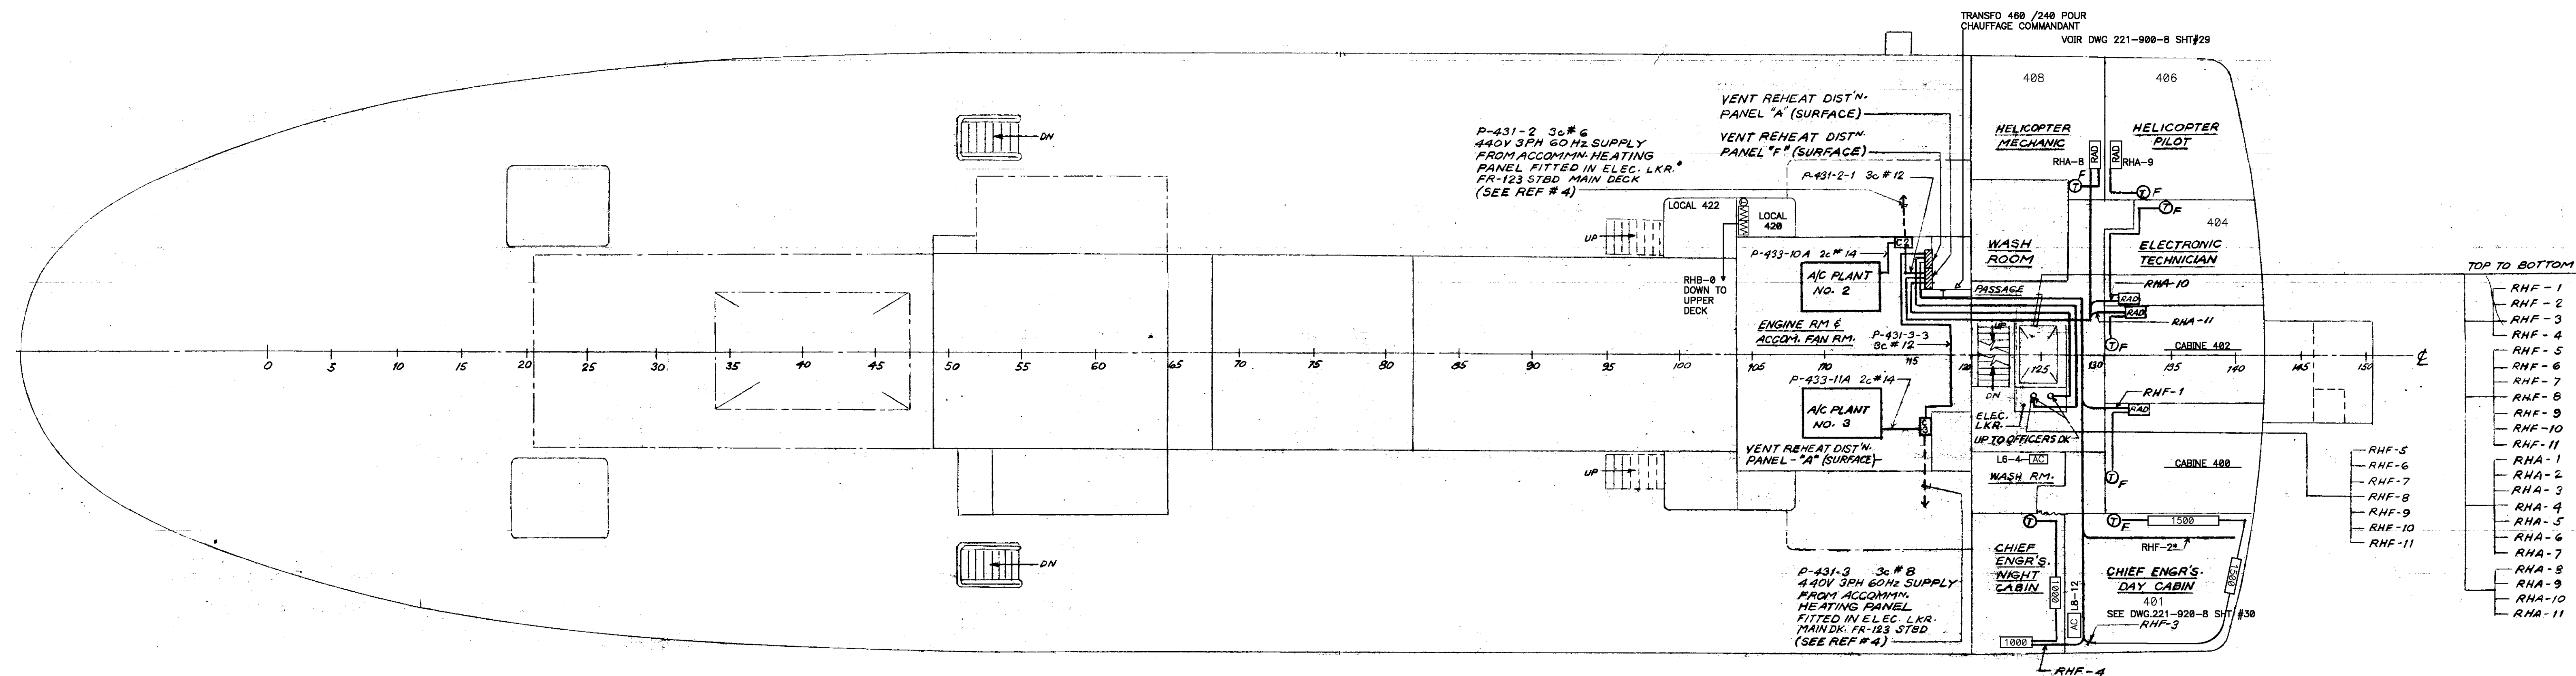 TRANSFO 460 /240 POUR
CHAUFFAGE COMMANDANT
VOIR DWG 221-900-8 SHT#29
408
406
VENT REHEAT DIST'N.
PANEL "A" (SURFACE)
VENT REHEAT DISTN.
PANEL "F" (SURFACE)
P-431-2 3c#6
440V 3PH 60HZ SUPPLY
FROM ACCOMMN. HEATING
PANEL FITTED IN ELEC. LKR.
FR-123 STBD MAIN DECK
(SEE REF #4)
P-431-2-1 3c #12
HELICOPTER
MECHANIC
HELICOPTER
PILOT
RHA-8
RAD
RAD
RHA-9
F
T
T
F
T
F
404
DN
LOCAL 422
LOCAL
420
UP
C2
P-433-10A 2c#14
A/C PLANT
NO. 2
RHB-0
DOWN TO
UPPER
DECK
WASH
ROOM
ELECTRONIC
TECHNICIAN
PASSAGE
RHA-10
RAD
RAD
RHA-11
ENGINE RM &
ACCOM. FAN RM.
P-431-3-3
3c #12
UP
T
F
CABINE 402
0 5 10 15 20 25 30 35 40 45 50 55 60 65 70 75 80 85 90 95 100 105 110 115 120 125 130 135 140 145 150
℄
P-433-11A 2c#14
A/C PLANT
NO. 3
DN
ELEC.
LKR.
UP TO OFFICERS DK
RHF-1
RAD
VENT REHEAT DIST'N.
PANEL-"A" (SURFACE)
UP
L6-4
AC
WASH RM.
CABINE 400
T
F
T
T
F
1500
RHF-2*
1500
DN
CHIEF
ENGR'S.
NIGHT
CABIN
1000
L8-12
AC
CHIEF ENGR'S.
DAY CABIN
401
SEE DWG.221-920-8 SHT #30
RHF-3
1000
RHF-4
P-431-3 3c #8
440V 3PH 60HZ SUPPLY
FROM ACCOMMN.
HEATING PANEL
FITTED IN ELEC. LKR.
MAIN DK. FR-123 STBD
(SEE REF #4)
RHF-5
RHF-6
RHF-7
RHF-8
RHF-9
RHF-10
RHF-11
TOP TO BOTTOM
RHF-1
RHF-2
RHF-3
RHF-4
RHF-5
RHF-6
RHF-7
RHF-8
RHF-9
RHF-10
RHF-11
RHA-1
RHA-2
RHA-3
RHA-4
RHA-5
RHA-6
RHA-7
RHA-8
RHA-9
RHA-10
RHA-11